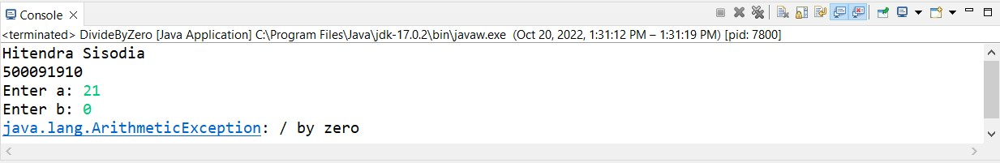 Console
<terminated> DivideByZero [Java Application] C:\Program Files\Java\jdk-17.0.2\bin\javaw.exe (Oct 20, 2022, 1:31:12 PM – 1:31:19 PM) [pid: 7800]
Hitendra Sisodia
500091910
Enter a: 21
Enter b: 0
java.lang.ArithmeticException: / by zero